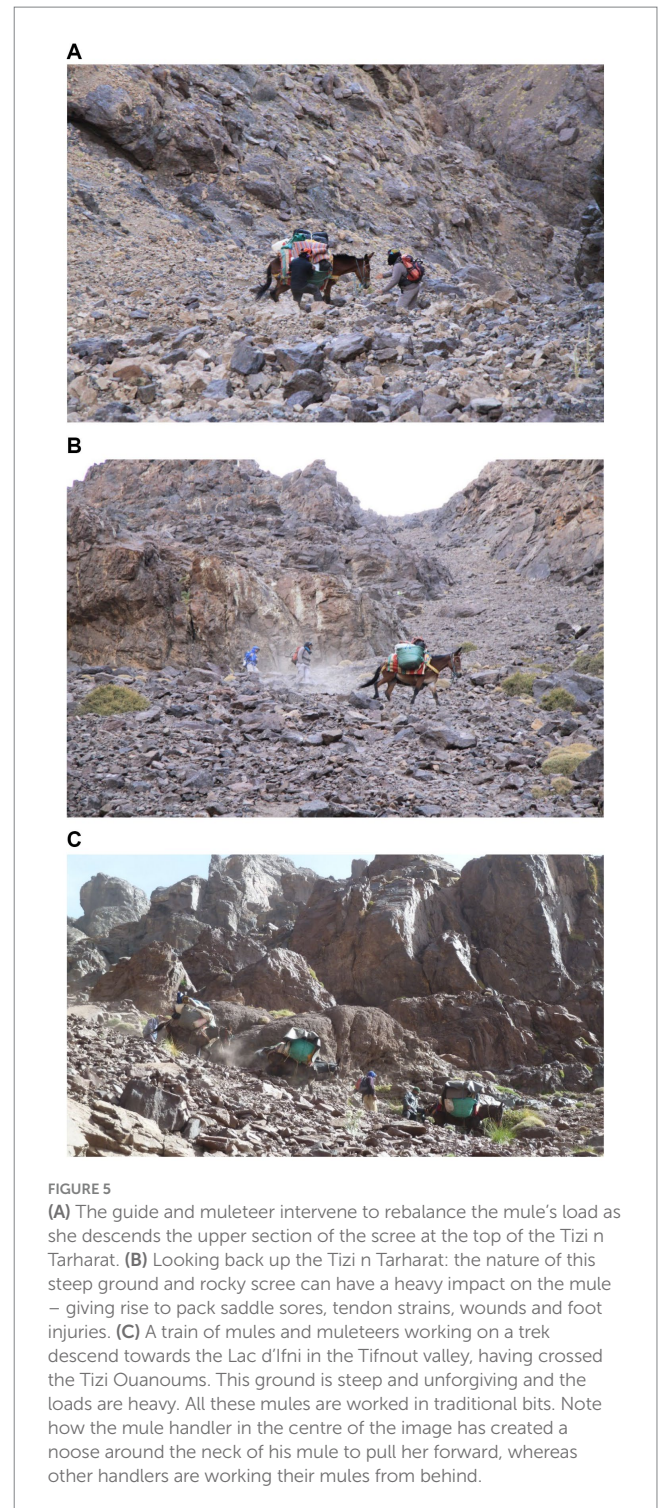 A
B
C
FIGURE 5
(A) The guide and muleteer intervene to rebalance the mule's load as
she descends the upper section of the scree at the top of the Tizi n
Tarharat. (B) Looking back up the Tizi n Tarharat: the nature of this
steep ground and rocky scree can have a heavy impact on the mule
– giving rise to pack saddle sores, tendon strains, wounds and foot
injuries. (C) A train of mules and muleteers working on a trek
descend towards the Lac d'Ifni in the Tifnout valley, having crossed
the Tizi Ouanoums. This ground is steep and unforgiving and the
loads are heavy. All these mules are worked in traditional bits. Note
how the mule handler in the centre of the image has created a
noose around the neck of his mule to pull her forward, whereas
other handlers are working their mules from behind.